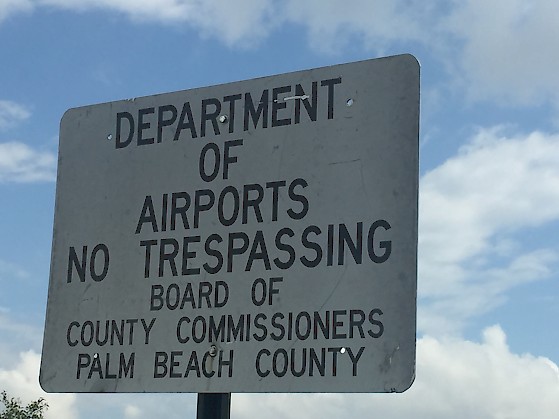 DEPARTMENT
OF
AIRPORTS
NO TRESPASSING
BOARD OF
COUNTY COMMISSIONERS
PALM BEACH COUNTY